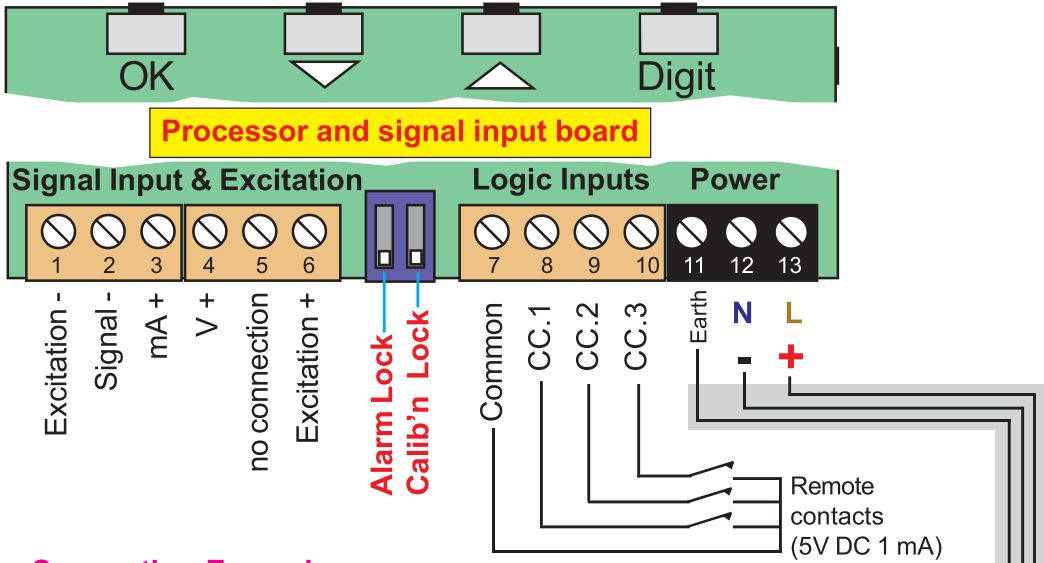 OK
Digit
Processor and signal input board
Signal Input & Excitation
Logic Inputs
Power
1 2 3 4 5 6
7 8 9 10
11 12 13
Excitation -
Signal -
mA +
V +
no connection
Excitation +
Alarm Lock
Calib'n Lock
Common
CC.1
CC.2
CC.3
Earth
N
-
L
+
Remote
contacts
(5V DC 1 mA)